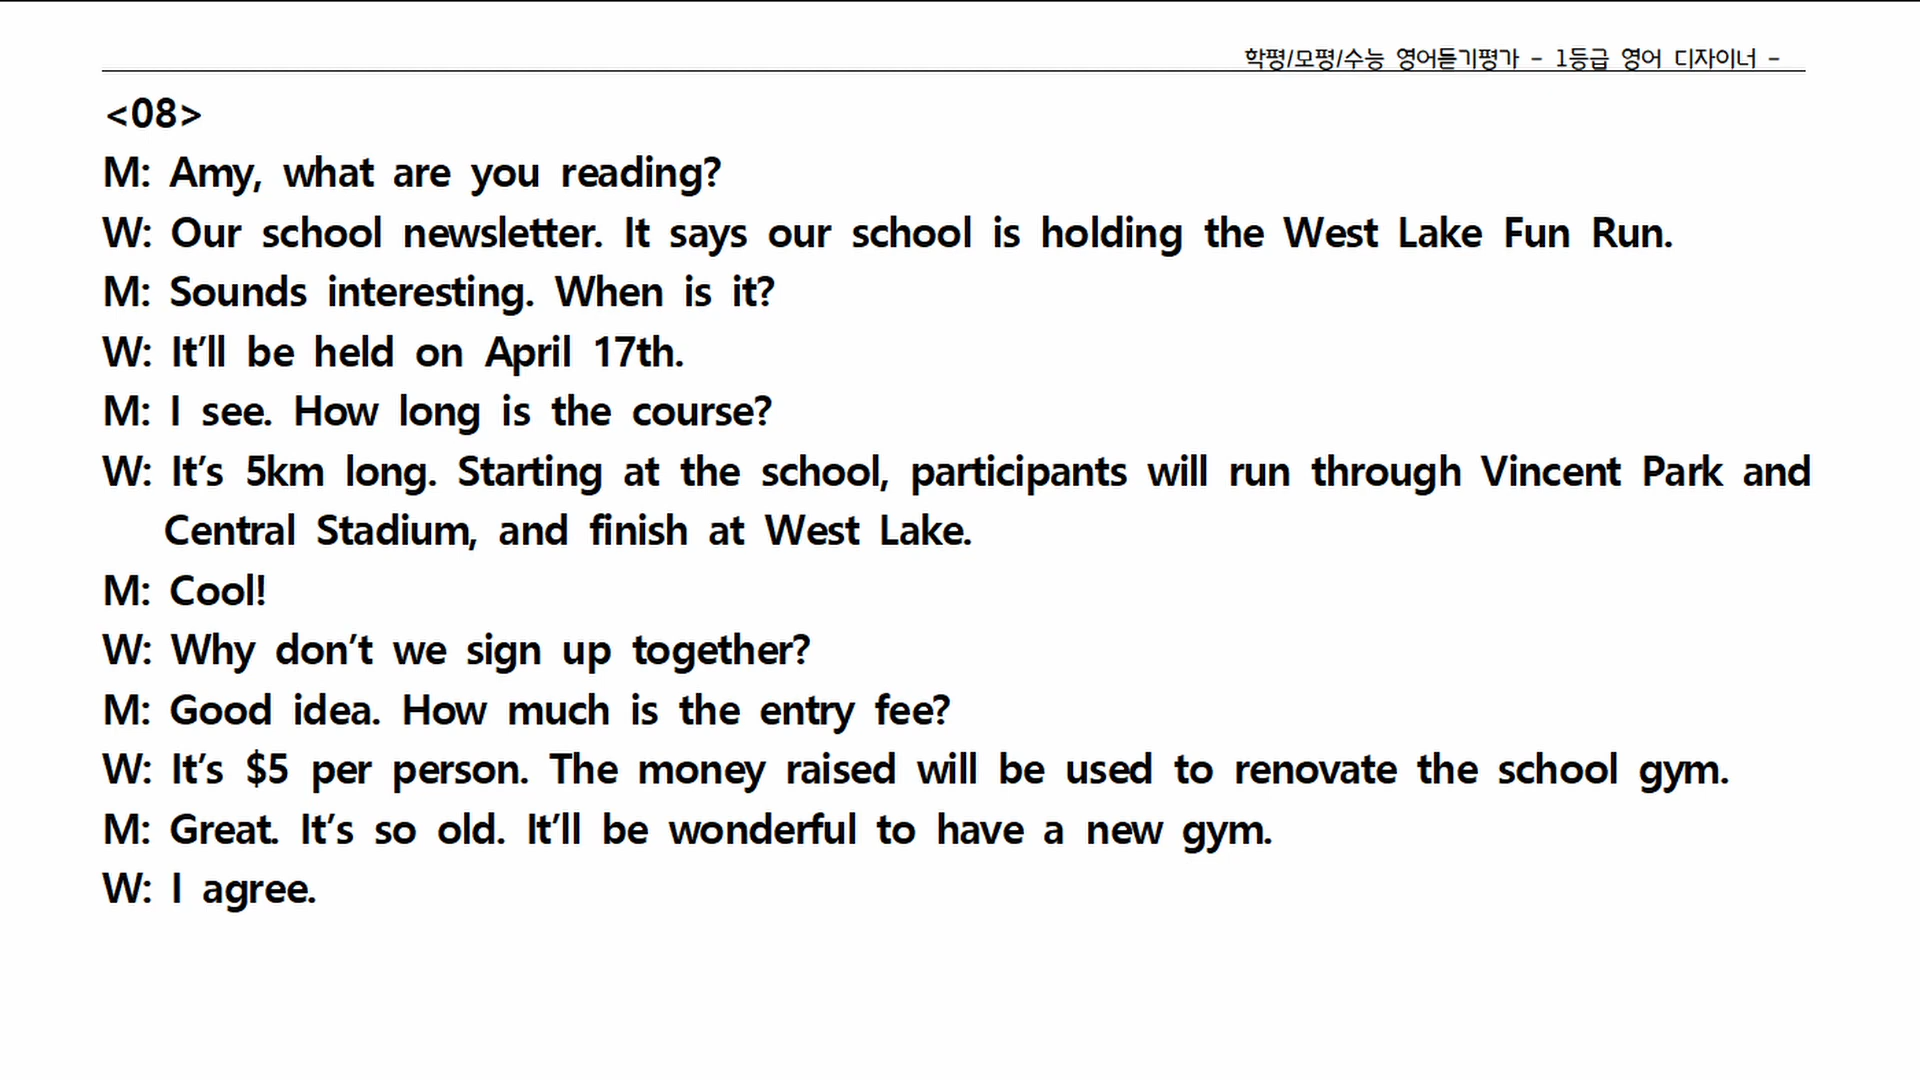 학평/모평/수능 영어듣기평가 - 1등급 영어 디자이너 -
<08>
M: Amy, what are you reading?
W: Our school newsletter. It says our school is holding the West Lake Fun Run.
M: Sounds interesting. When is it?
W: It’ll be held on April 17th.
M: I see. How long is the course?
W: It’s 5km long. Starting at the school, participants will run through Vincent Park and
Central Stadium, and finish at West Lake.
M: Cool!
W: Why don’t we sign up together?
M: Good idea. How much is the entry fee?
W: It’s $5 per person. The money raised will be used to renovate the school gym.
M: Great. It’s so old. It’ll be wonderful to have a new gym.
W: I agree.